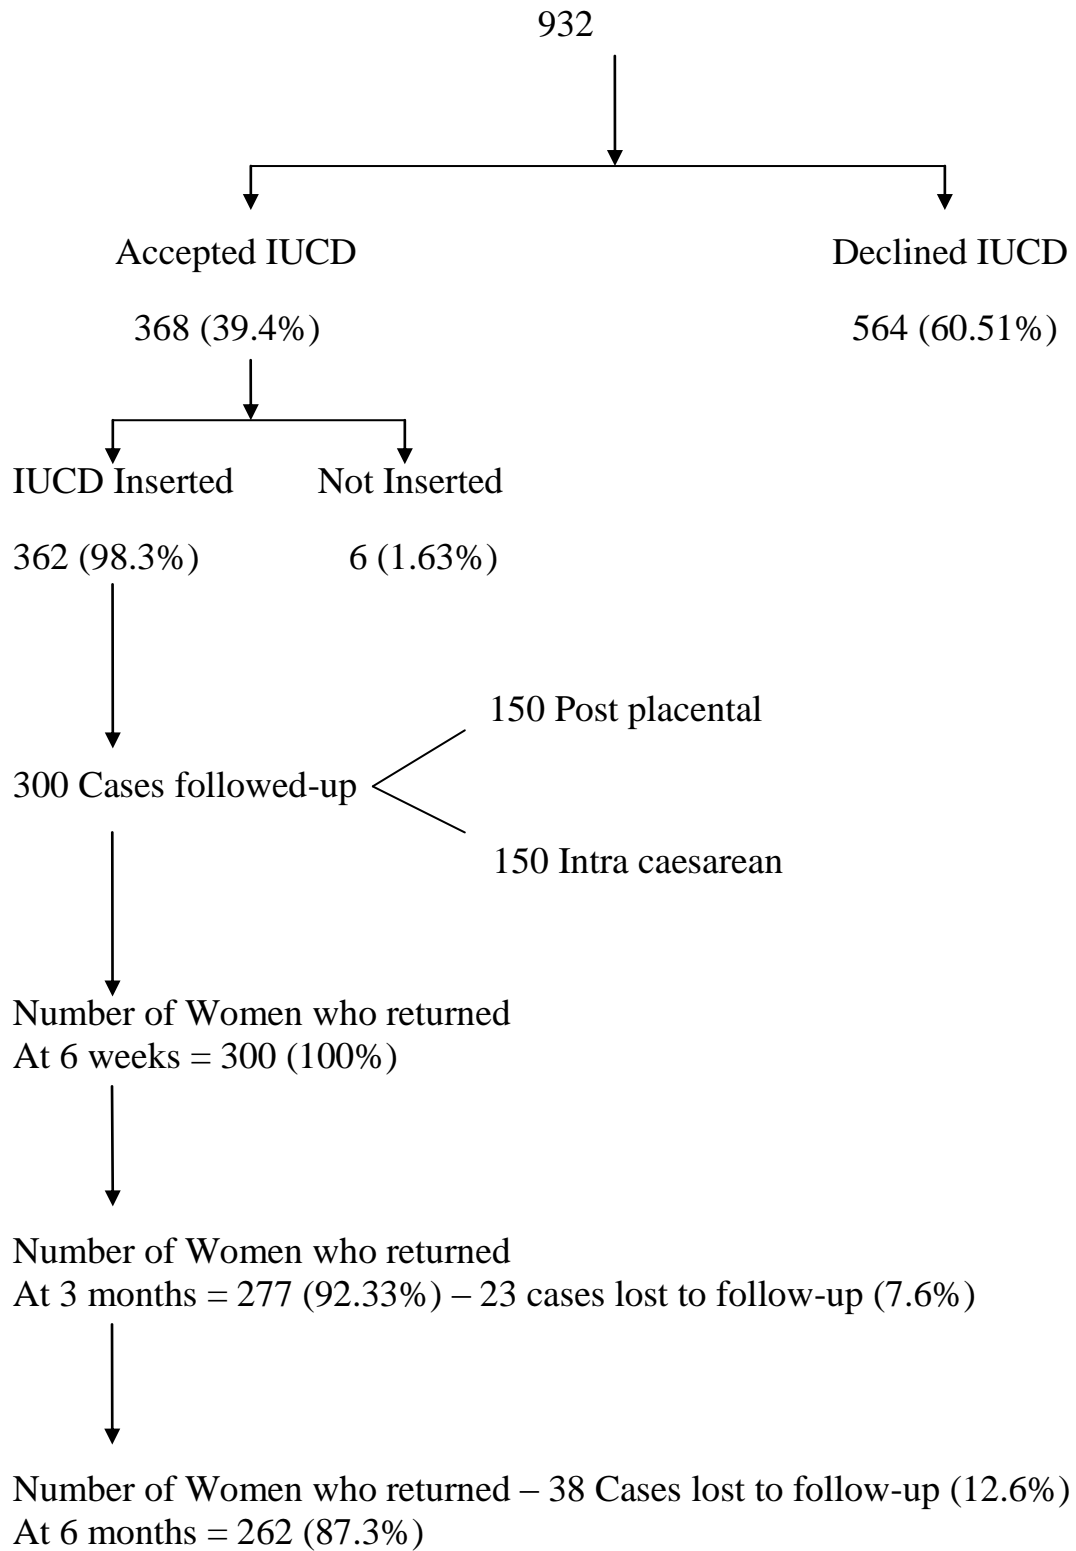 932
Accepted IUCD
Declined IUCD
368 (39.4%)
564 (60.51%)
IUCD Inserted
Not Inserted
362 (98.3%)
6 (1.63%)
150 Post placental
300 Cases followed-up
150 Intra caesarean
Number of Women who returned
At 6 weeks = 300 (100%)
Number of Women who returned
At 3 months = 277 (92.33%) – 23 cases lost to follow-up (7.6%)
Number of Women who returned – 38 Cases lost to follow-up (12.6%)
At 6 months = 262 (87.3%)